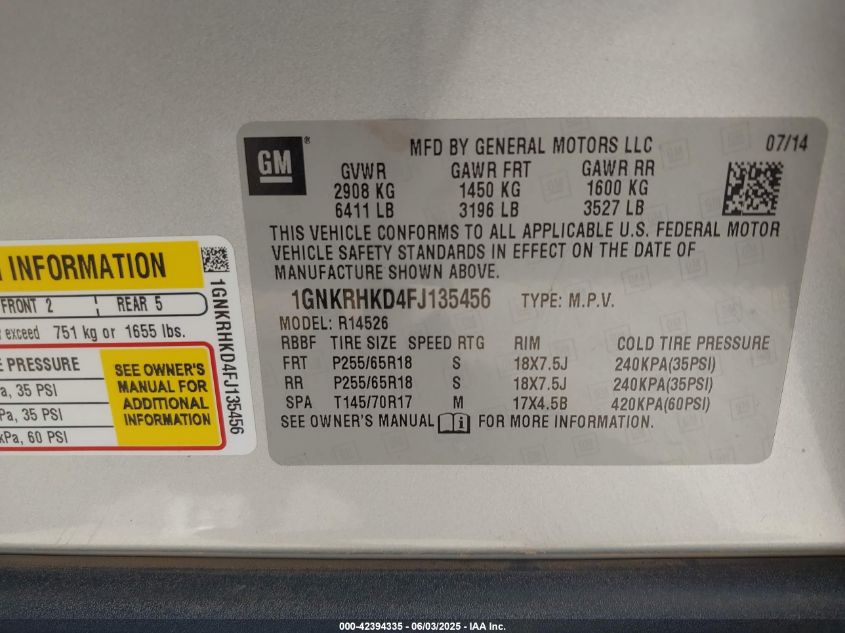 GM ®
MFD BY GENERAL MOTORS LLC 07/14
GVWR GAWR FRT GAWR RR
2908 KG 1450 KG 1600 KG
6411 LB 3196 LB 3527 LB
THIS VEHICLE CONFORMS TO ALL APPLICABLE U.S. FEDERAL MOTOR
VEHICLE SAFETY STANDARDS IN EFFECT ON THE DATE OF
MANUFACTURE SHOWN ABOVE.
1GNKRHKD4FJ135456 TYPE: M.P.V.
MODEL: R14526
RBBF TIRE SIZE SPEED RTG RIM COLD TIRE PRESSURE
FRT P255/65R18 S 18X7.5J 240KPA(35PSI)
RR P255/65R18 S 18X7.5J 240KPA(35PSI)
SPA T145/70R17 M 17X4.5B 420KPA(60PSI)
SEE OWNER'S MANUAL FOR MORE INFORMATION.
INFORMATION
FRONT 2 REAR 5
exceed 751 kg or 1655 lbs.
PRESSURE
a, 35 PSI
Pa, 35 PSI
kPa, 60 PSI
SEE OWNER'S
MANUAL FOR
ADDITIONAL
INFORMATION
1GNKRHKD4FJ135456
000-42394335 - 06/03/2025 - IAA Inc.